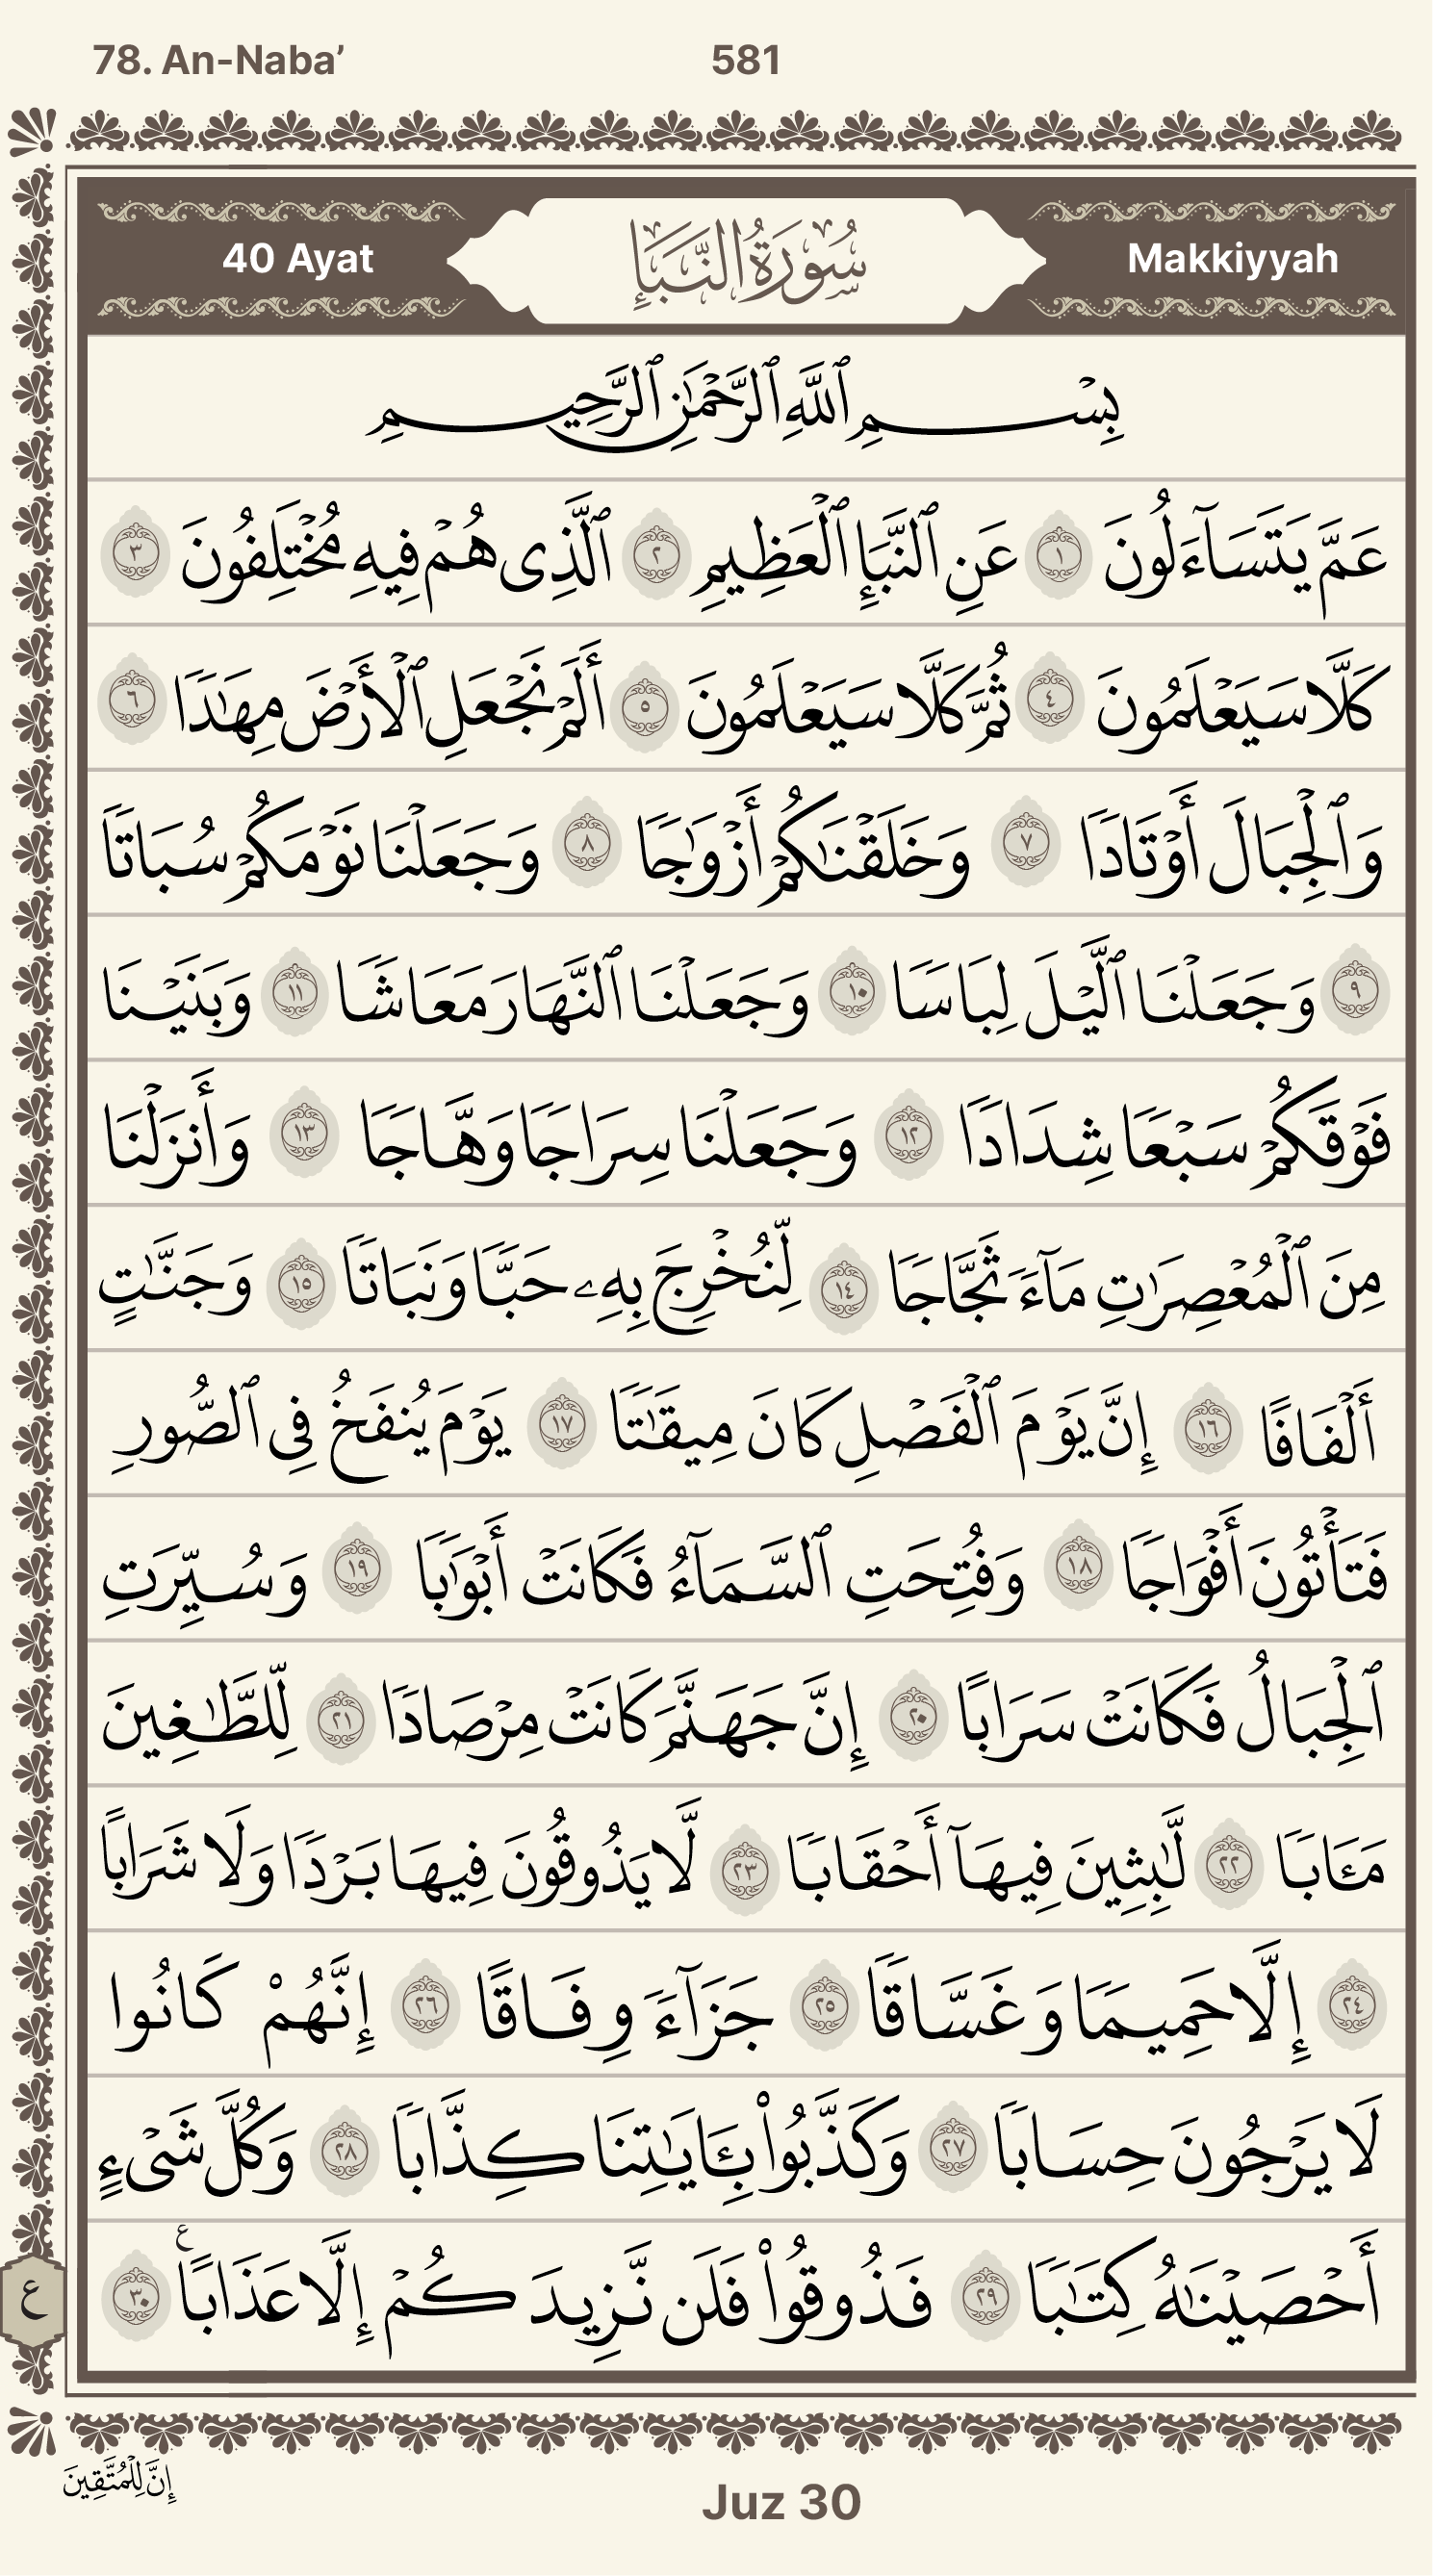 78. An-Naba’ 581
40 Ayat سُورَةُ النَّبَإِ Makkiyyah
بِسْمِ ٱللَّهِ ٱلرَّحْمَٰنِ ٱلرَّحِيمِ
عَمَّ يَتَسَآءَلُونَ ١ عَنِ ٱلنَّبَإِ ٱلْعَظِيمِ ٢ ٱلَّذِى هُمْ فِيهِ مُخْتَلِفُونَ ٣
كَلَّا سَيَعْلَمُونَ ٤ ثُمَّ كَلَّا سَيَعْلَمُونَ ٥ أَلَمْ نَجْعَلِ ٱلْأَرْضَ مِهَٰدًا ٦
وَٱلْجِبَالَ أَوْتَادًا ٧ وَخَلَقْنَٰكُمْ أَزْوَٰجًا ٨ وَجَعَلْنَا نَوْمَكُمْ سُبَاتًا
٩ وَجَعَلْنَا ٱلَّيْلَ لِبَاسًا ١٠ وَجَعَلْنَا ٱلنَّهَارَ مَعَاشًا ١١ وَبَنَيْنَا
فَوْقَكُمْ سَبْعًا شِدَادًا ١٢ وَجَعَلْنَا سِرَاجًا وَهَّاجًا ١٣ وَأَنزَلْنَا
مِنَ ٱلْمُعْصِرَٰتِ مَآءً ثَجَّاجًا ١٤ لِّنُخْرِجَ بِهِۦ حَبًّا وَنَبَاتًا ١٥ وَجَنَّٰتٍ
أَلْفَافًا ١٦ إِنَّ يَوْمَ ٱلْفَصْلِ كَانَ مِيقَٰتًا ١٧ يَوْمَ يُنفَخُ فِى ٱلصُّورِ
فَتَأْتُونَ أَفْوَاجًا ١٨ وَفُتِحَتِ ٱلسَّمَآءُ فَكَانَتْ أَبْوَٰبًا ١٩ وَسُيِّرَتِ
ٱلْجِبَالُ فَكَانَتْ سَرَابًا ٢٠ إِنَّ جَهَنَّمَ كَانَتْ مِرْصَادًا ٢١ لِّلطَّٰغِينَ
مَـَٔابًا ٢٢ لَّٰبِثِينَ فِيهَآ أَحْقَابًا ٢٣ لَّا يَذُوقُونَ فِيهَا بَرْدًا وَلَا شَرَابًا
٢٤ إِلَّا حَمِيمًا وَغَسَّاقًا ٢٥ جَزَآءً وِفَاقًا ٢٦ إِنَّهُمْ كَانُوا
لَا يَرْجُونَ حِسَابًا ٢٧ وَكَذَّبُوا۟ بِـَٔايَٰتِنَا كِذَّابًا ٢٨ وَكُلَّ شَىْءٍ
أَحْصَيْنَٰهُ كِتَٰبًا ٢٩ فَذُوقُوا۟ فَلَن نَّزِيدَكُمْ إِلَّا عَذَابًا ع ٣٠
ع
إِنَّ لِلْمُتَّقِينَ
Juz 30